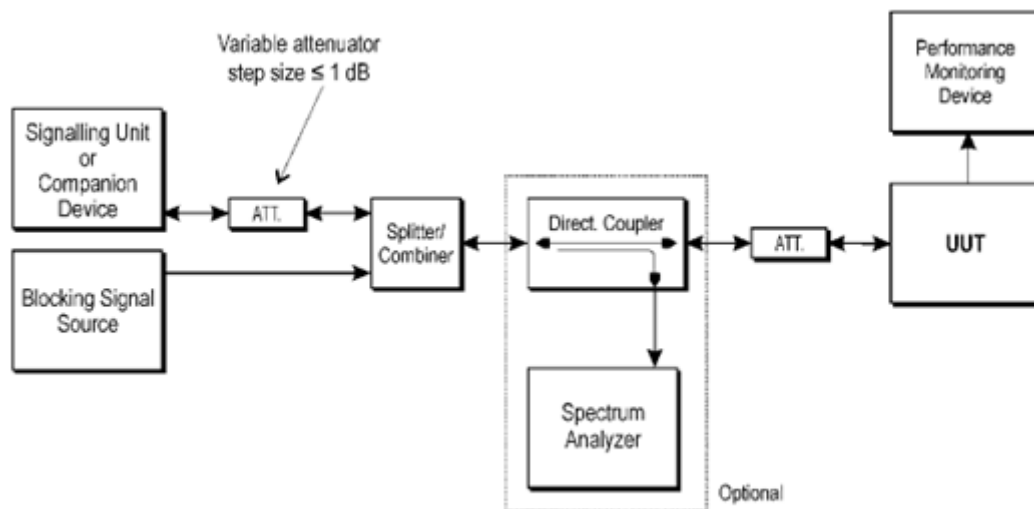 Variable attenuator
step size ≤ 1 dB
Performance
Monitoring
Device
Signalling Unit
or
Companion
Device
ATT.
Splitter/
Combiner
Direct. Coupler
ATT.
UUT
Blocking Signal
Source
Spectrum
Analyzer
Optional